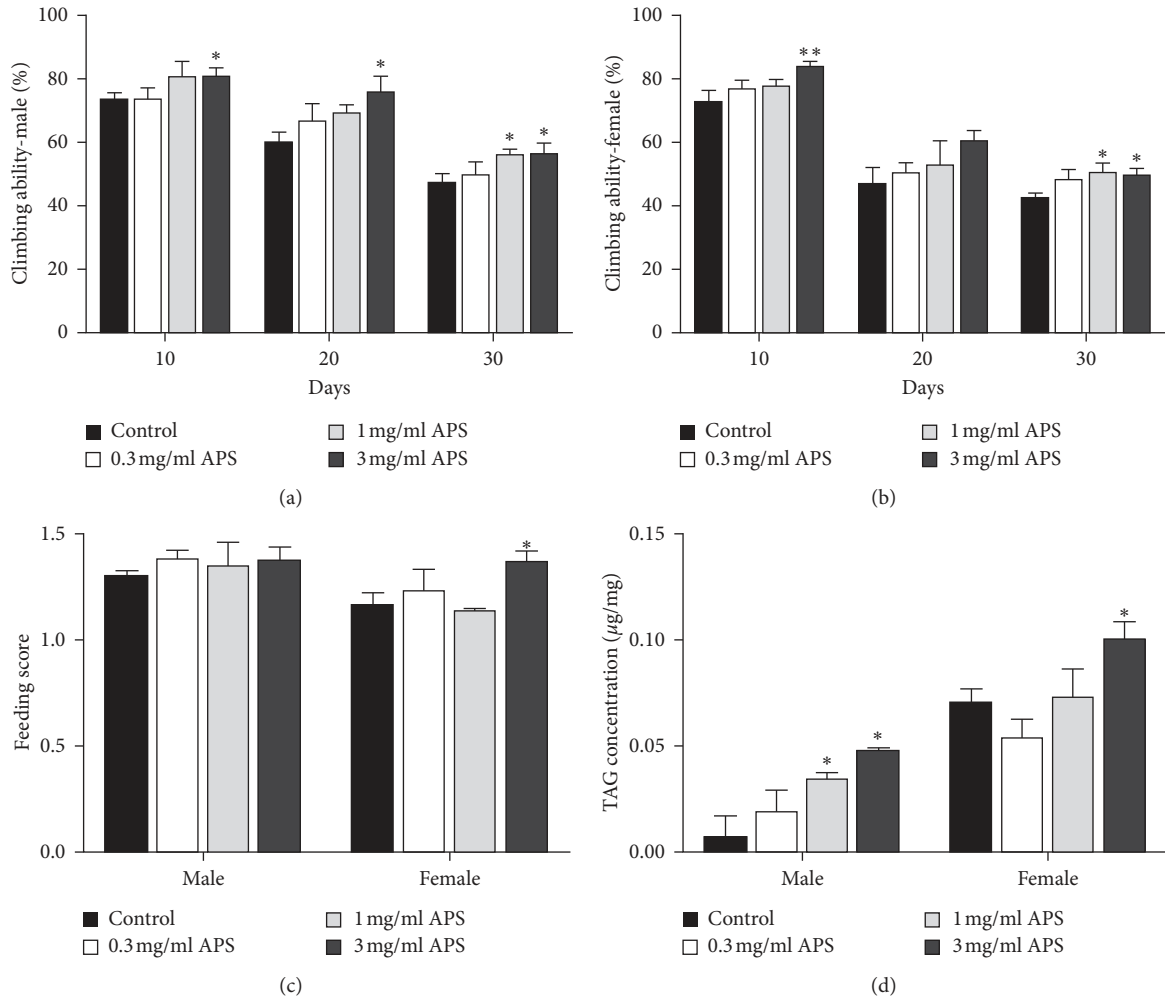 Climbing ability-male (%)
100
80
60
40
20
0
*
*
*
*
10
20
30
Days
Control
0.3 mg/ml APS
1 mg/ml APS
3 mg/ml APS
(a)
Climbing ability-female (%)
100
80
60
40
20
0
**
*
*
10
20
30
Days
Control
0.3 mg/ml APS
1 mg/ml APS
3 mg/ml APS
(b)
Feeding score
1.5
1.0
0.5
0.0
*
Male
Female
Control
0.3 mg/ml APS
1 mg/ml APS
3 mg/ml APS
(c)
TAG concentration (μg/mg)
0.15
0.10
0.05
0.00
*
*
*
Male
Female
Control
0.3 mg/ml APS
1 mg/ml APS
3 mg/ml APS
(d)